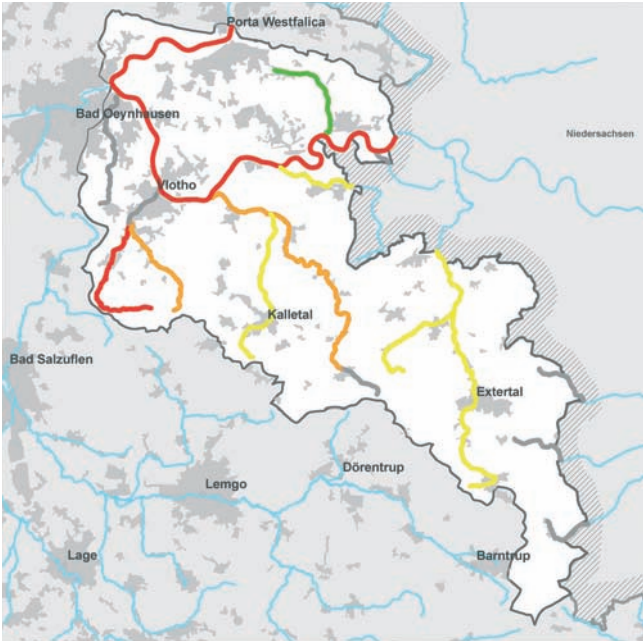 Porta Westfalica
Bad Oeynhausen
Niedersachsen
Vlotho
Kalletal
Bad Salzuflen
Extertal
Dörentrup
Lemgo
Lage
Barntrup